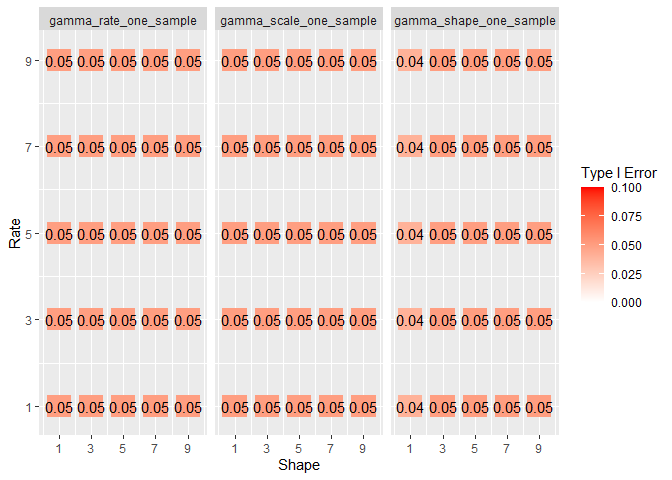 gamma_rate_one_sample gamma_scale_one_sample gamma_shape_one_sample
9 0.05 0.05 0.05 0.05 0.05 0.05 0.05 0.05 0.05 0.05 0.04 0.05 0.05 0.05 0.05
7 0.05 0.05 0.05 0.05 0.05 0.05 0.05 0.05 0.05 0.05 0.04 0.05 0.05 0.05 0.05
5 0.05 0.05 0.05 0.05 0.05 0.05 0.05 0.05 0.05 0.05 0.04 0.05 0.05 0.05 0.05
3 0.05 0.05 0.05 0.05 0.05 0.05 0.05 0.05 0.05 0.05 0.04 0.05 0.05 0.05 0.05
1 0.05 0.05 0.05 0.05 0.05 0.05 0.05 0.05 0.05 0.05 0.04 0.05 0.05 0.05 0.05
Rate
1 3 5 7 9 1 3 5 7 9 1 3 5 7 9
Shape
Type I Error
0.100
0.075
0.050
0.025
0.000